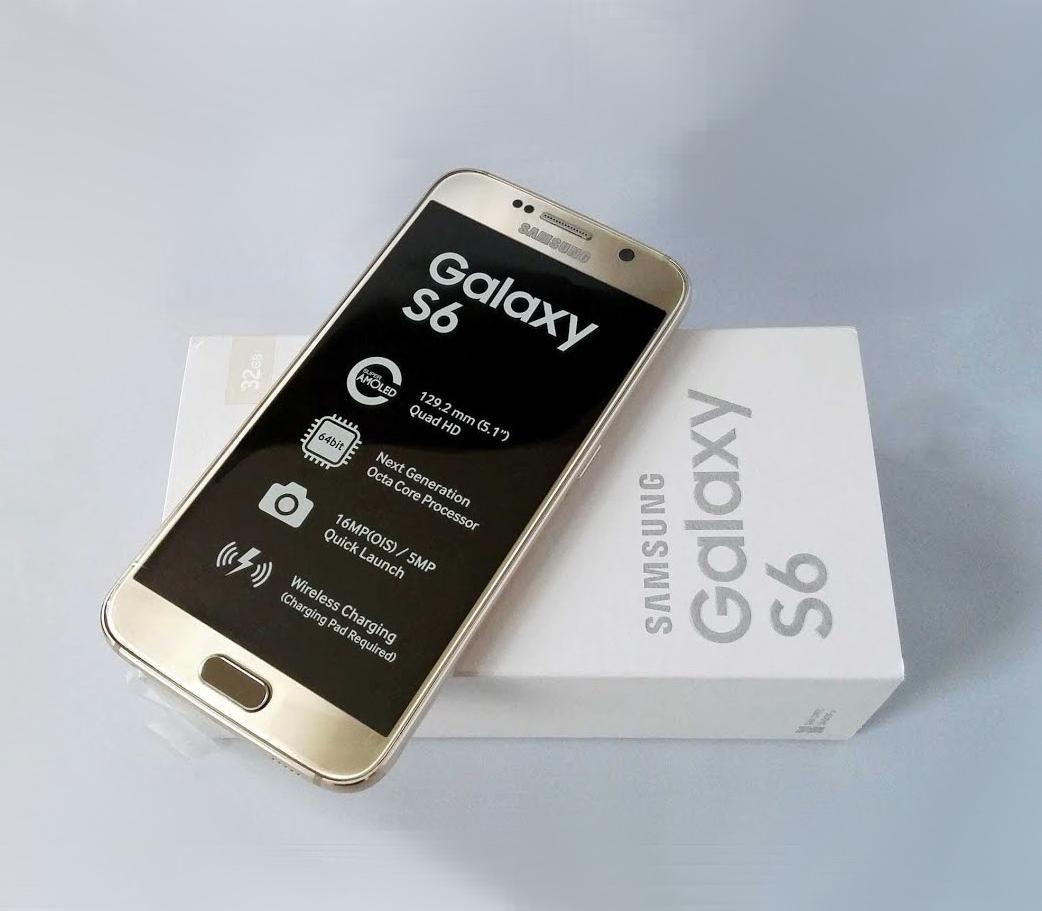 SAMSUNG
Galaxy
S6
SUPER
AMOLED
129.2 mm (5.1")
Quad HD
64bit
Next Generation
Octa Core Processor
16MP(OIS) / 5MP
Quick Launch
Wireless Charging
(Charging Pad Required)
32GB
SAMSUNG
Galaxy
S6